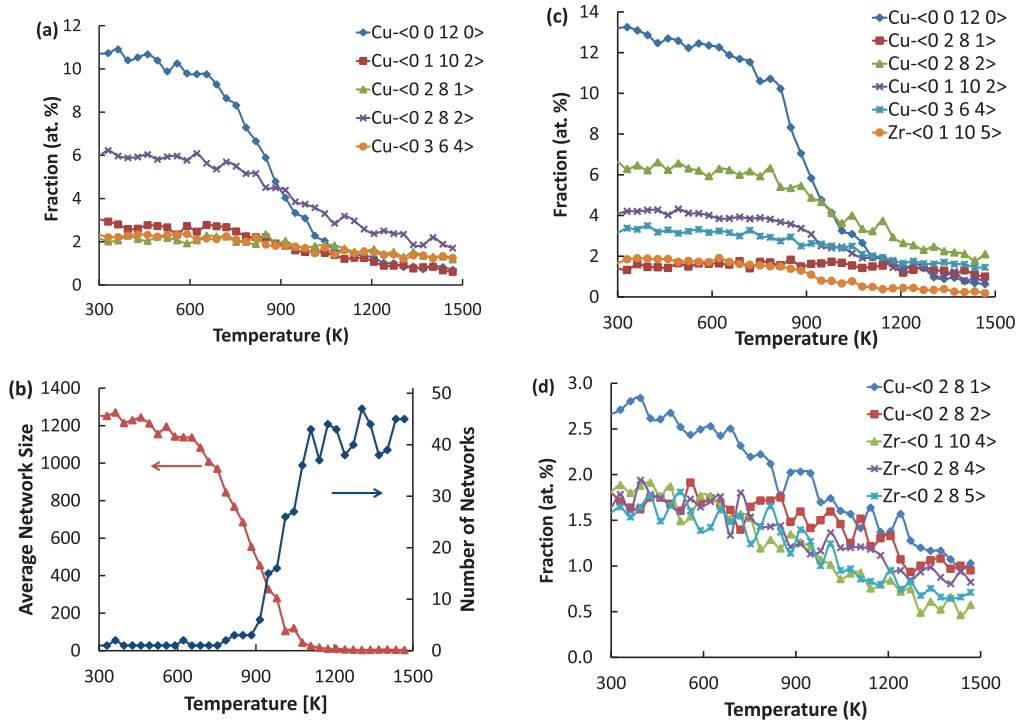 (a)
12
10
8
6
4
2
0
Fraction (at. %)
Cu-<0 0 12 0>
Cu-<0 1 10 2>
Cu-<0 2 8 1>
Cu-<0 2 8 2>
Cu-<0 3 6 4>
300 600 900 1200 1500
Temperature (K)
(c)
14
12
10
8
6
4
2
0
Fraction (at. %)
Cu-<0 0 12 0>
Cu-<0 2 8 1>
Cu-<0 2 8 2>
Cu-<0 1 10 2>
Cu-<0 3 6 4>
Zr-<0 1 10 5>
300 600 900 1200 1500
Temperature (K)
(b)
1400
1200
1000
800
600
400
200
0
Average Network Size
50
40
30
20
10
0
Number of Networks
300 600 900 1200 1500
Temperature [K]
(d)
3.0
2.5
2.0
1.5
1.0
0.5
0.0
Fraction (at. %)
Cu-<0 2 8 1>
Cu-<0 2 8 2>
Zr-<0 1 10 4>
Zr-<0 2 8 4>
Zr-<0 2 8 5>
300 600 900 1200 1500
Temperature (K)